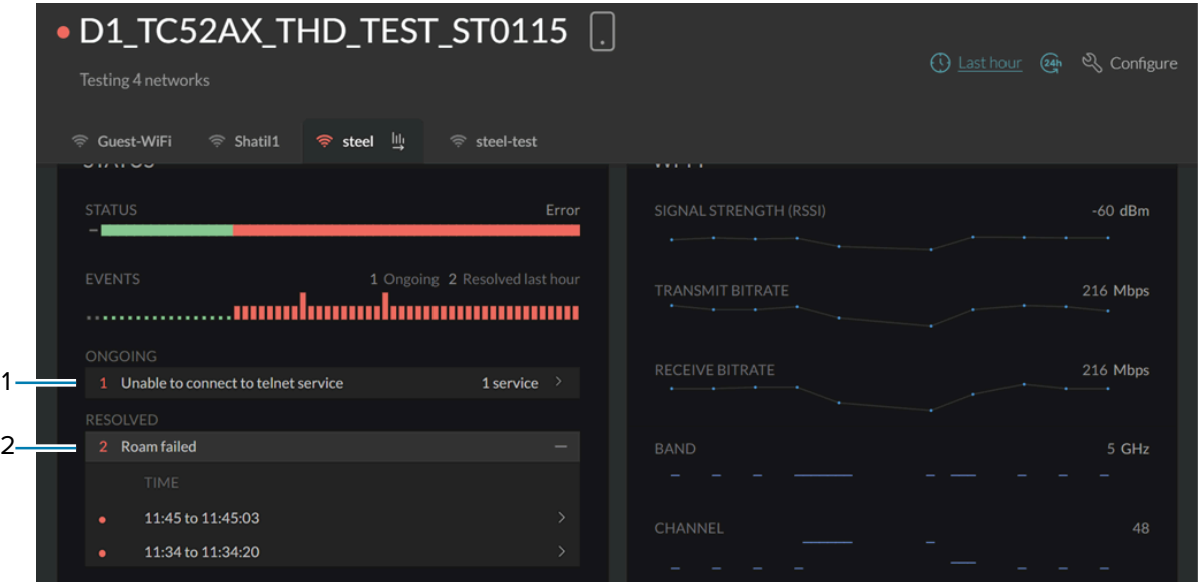 D1_TC52AX_THD_TEST_ST0115
Last hour
24h
Configure
Testing 4 networks
Guest-WiFi
Shatil1
steel
steel-test
STATUS
STATUS
Error
EVENTS
1 Ongoing 2 Resolved last hour
ONGOING
1
1 Unable to connect to telnet service
1 service
RESOLVED
2
2 Roam failed
TIME
11:45 to 11:45:03
11:34 to 11:34:20
SIGNAL STRENGTH (RSSI)
-60 dBm
TRANSMIT BITRATE
216 Mbps
RECEIVE BITRATE
216 Mbps
BAND
5 GHz
CHANNEL
48